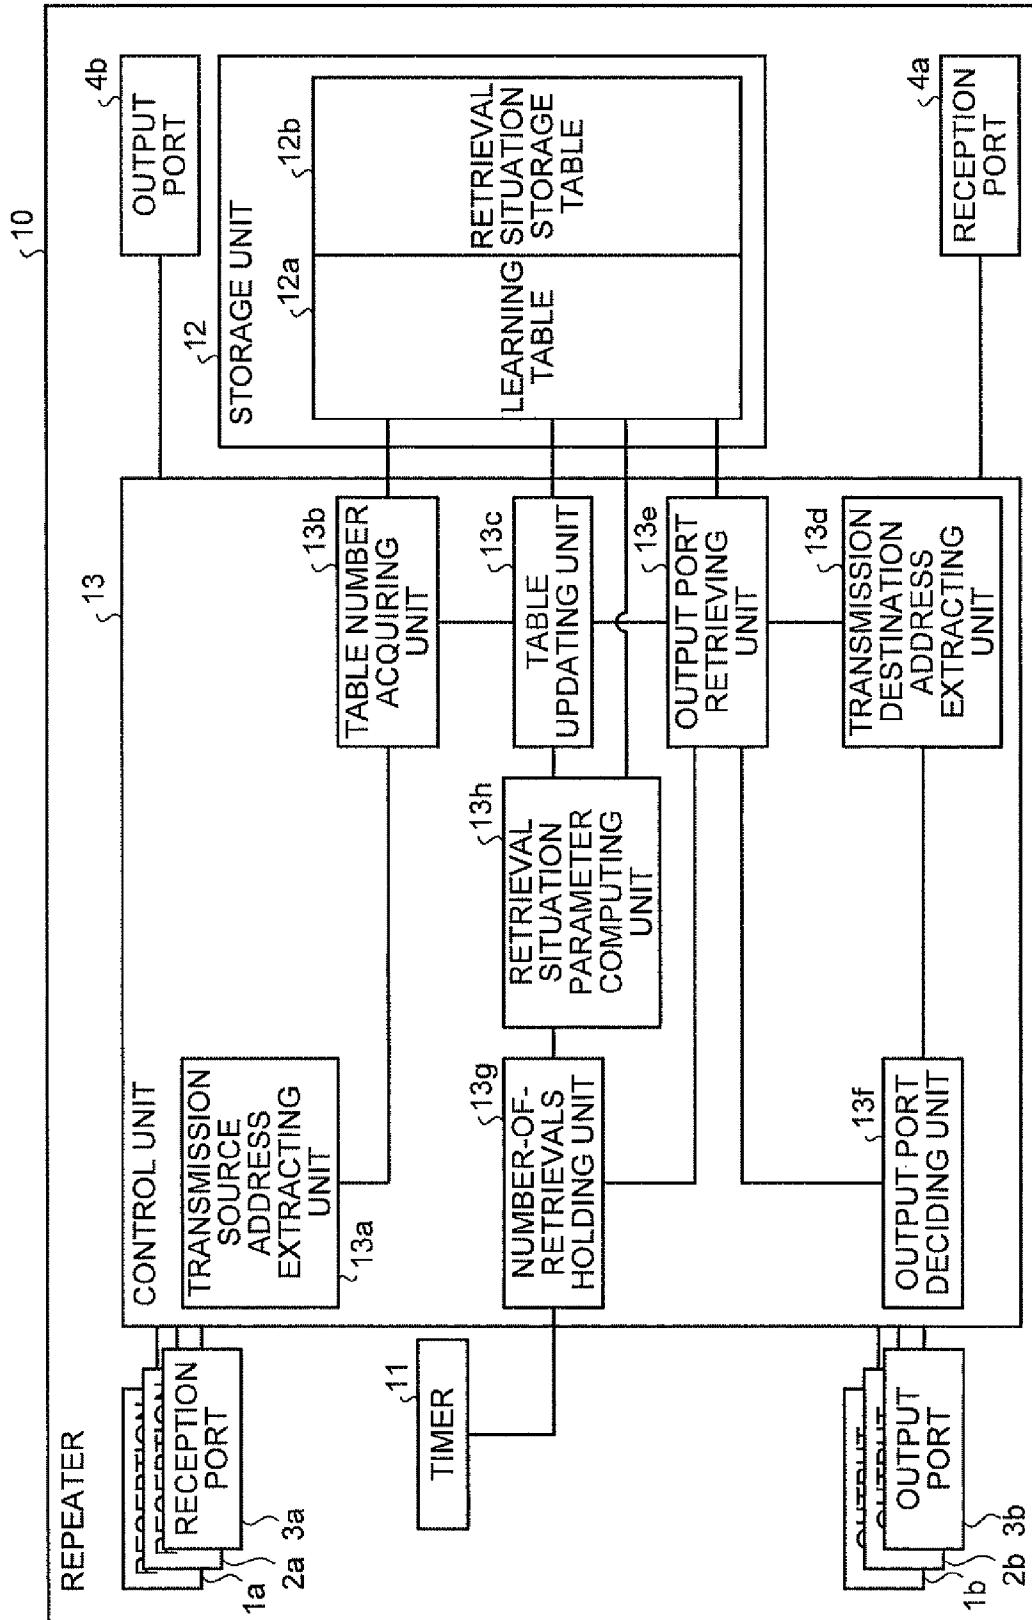 10
REPEATER
1a
2a
3a
RECEPTION
RECEPTION
RECEPTION
PORT
13
CONTROL UNIT
TRANSMISSION
SOURCE
ADDRESS
EXTRACTING
UNIT
13a
13b
TABLE NUMBER
ACQUIRING
UNIT
4b
OUTPUT
PORT
12
STORAGE UNIT
12a
LEARNING
TABLE
12b
RETRIEVAL
SITUATION
STORAGE
TABLE
11
TIMER
13g
NUMBER-OF-
RETRIEVALS
HOLDING UNIT
13h
RETRIEVAL
SITUATION
PARAMETER
COMPUTING
UNIT
13c
TABLE
UPDATING UNIT
13e
OUTPUT PORT
RETRIEVING
UNIT
13f
OUTPUT PORT
DECIDING UNIT
13d
TRANSMISSION
DESTINATION
ADDRESS
EXTRACTING
UNIT
OUTPUT
OUTPUT
OUTPUT
PORT
1b
2b
3b
4a
RECEPTION
PORT